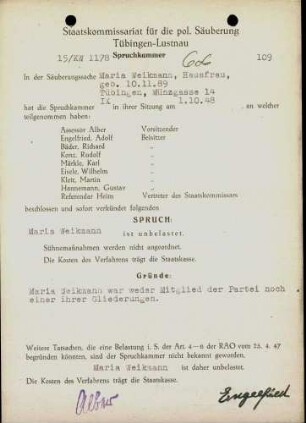 Staatskommissariat für die pol. Säuberung
Tübingen-Lustnau
15/KW 1178 Spruchkammer 109
In der Säuberungssache Maria Weikmann, Hausfrau,
geb. 10.11.89
Tübingen, Münzgasse 14
hat die Spruchkammer in ihrer Sitzung am 1.10.48 an welcher
teilgenommen haben:
Assessor Alber Vorsitzender
Engelfried, Adolf Beisitzer
Bäder, Richard "
Konz, Rudolf "
Märkle, Karl "
Eisele, Wilhelm "
Klett, Martin "
Hennemann, Gustav "
Referendar Heim Vertreter des Staatskommissars
beschlossen und sofort verkündet folgenden
SPRUCH:
Maria Weikmann
ist unbelastet.
Sühnemaßnahmen werden nicht angeordnet.
Die Kosten des Verfahrens trägt die Staatskasse.
Gründe:
Maria Weikmann war weder Mitglied der Partei noch
einer ihrer Gliederungen.
Weitere Tatsachen, die eine Belastung i. S. der Art. 4–8 der RAO vom 25. 4. 47
begründen könnten, sind der Spruchkammer nicht bekannt geworden.
Maria Weikmann ist daher unbelastet.
Die Kosten des Verfahrens trägt die Staatskasse.
Alber Engelfried